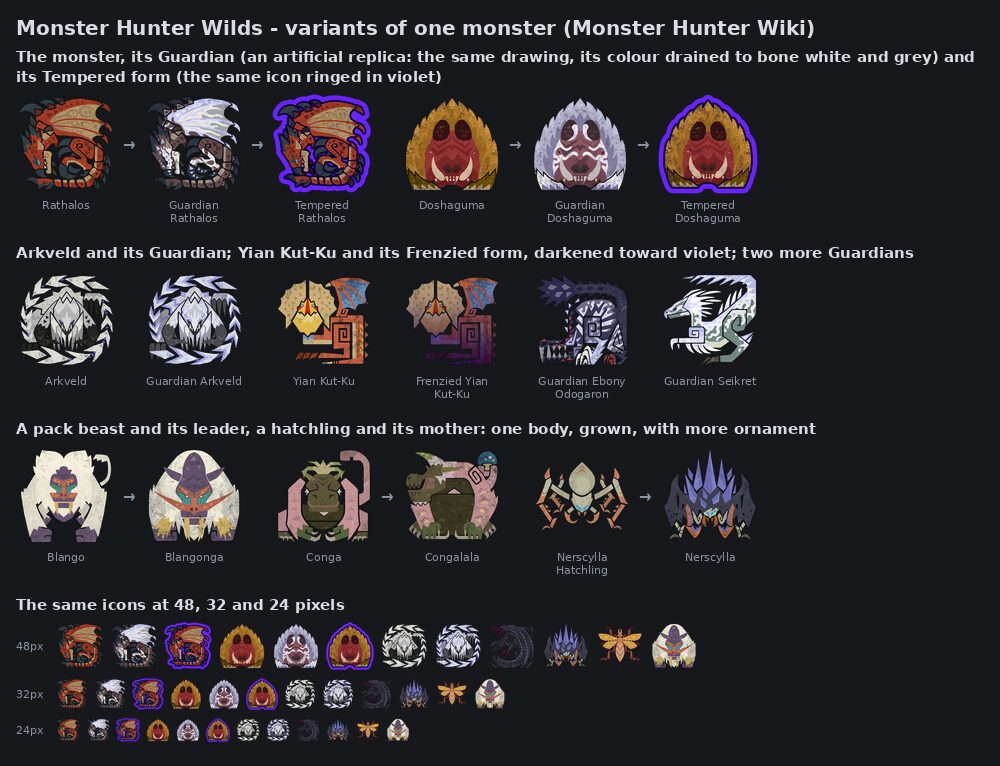 Monster Hunter Wilds - variants of one monster (Monster Hunter Wiki)
The monster, its Guardian (an artificial replica: the same drawing, its colour drained to bone white and grey) and
its Tempered form (the same icon ringed in violet)
→ → → →
Rathalos
Guardian
Rathalos
Tempered
Rathalos
Doshaguma
Guardian
Doshaguma
Tempered
Doshaguma
Arkveld and its Guardian; Yian Kut-Ku and its Frenzied form, darkened toward violet; two more Guardians
Arkveld
Guardian Arkveld
Yian Kut-Ku
Frenzied Yian
Kut-Ku
Guardian Ebony
Odogaron
Guardian Seikret
A pack beast and its leader, a hatchling and its mother: one body, grown, with more ornament
→ → →
Blango
Blangonga
Conga
Congalala
Nerscylla
Hatchling
Nerscylla
The same icons at 48, 32 and 24 pixels
48px
32px
24px